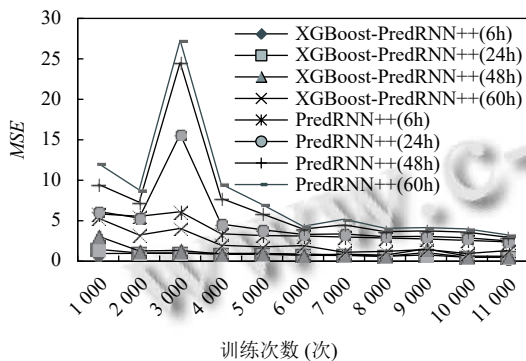 30
25
20
15
10
5
0
MSE
XGBoost-PredRNN++(6h)
XGBoost-PredRNN++(24h)
XGBoost-PredRNN++(48h)
XGBoost-PredRNN++(60h)
PredRNN++(6h)
PredRNN++(24h)
PredRNN++(48h)
PredRNN++(60h)
1 000
2 000
3 000
4 000
5 000
6 000
7 000
8 000
9 000
10 000
11 000
训练次数 (次)